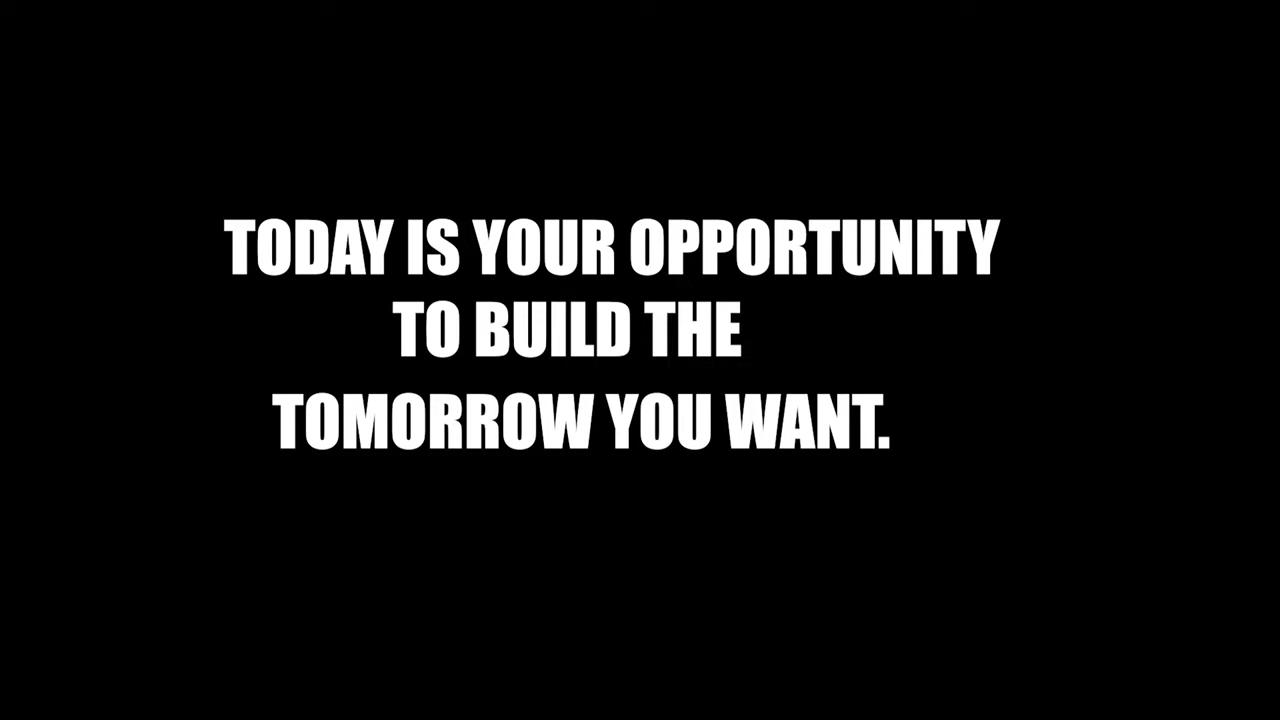 TODAY IS YOUR OPPORTUNITY
TO BUILD THE
TOMORROW YOU WANT.